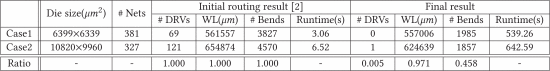 Die size(μm²) # Nets Initial routing result [2] Final result
# DRVs WL(μm) # Bends Runtime(s) # DRVs WL(μm) # Bends Runtime(s)
Case1 6399×6339 381 69 561557 3827 3.06 0 557006 1985 539.26
Case2 10820×9960 327 121 654874 4570 6.52 1 624639 1857 642.59
Ratio - - 1.000 1.000 1.000 - 0.005 0.971 0.458 -